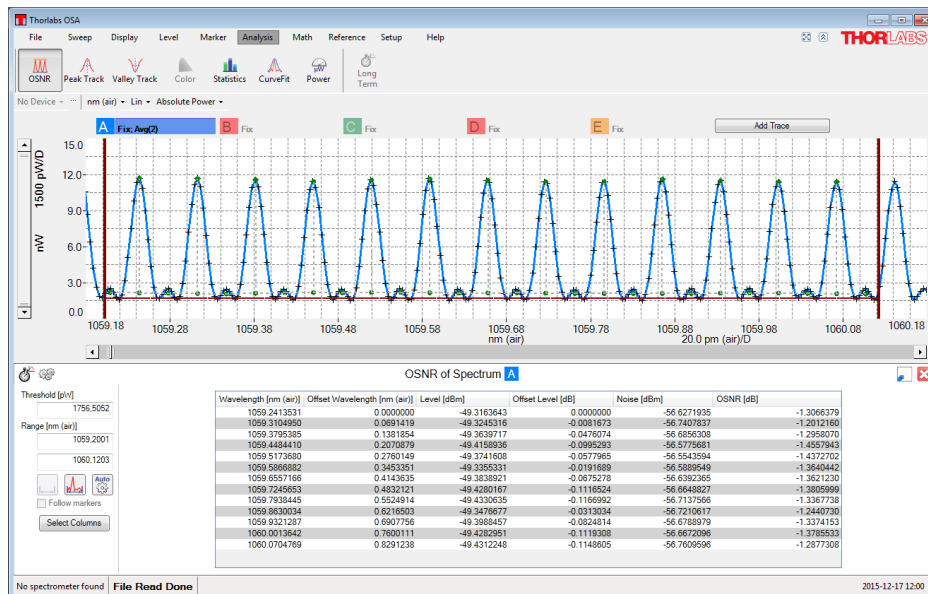 Thorlabs OSA
File Sweep Display Level Marker Analysis Math Reference Setup Help THORLABS
OSNR Peak Track Valley Track Color Statistics CurveFit Power Long Term
No Device nm (air) Lin Absolute Power
A Fix; Avg(2) B Fix C Fix D Fix E Fix Add Trace
15.0
12.0
9.0
6.0
3.0
0.0
1500 pW/D
nW
1059.18 1059.28 1059.38 1059.48 1059.58 1059.68 1059.78 1059.88 1059.98 1060.08 1060.18
nm (air) 20.0 pm (air)/D
OSNR of Spectrum A
Threshold [pW]
1756,5052
Range [nm (air)]
1059,2001
1060,1203
Auto
Follow markers
Select Columns
Wavelength [nm (air)] Offset Wavelength [nm (air)] Level [dBm] Offset Level [dB] Noise [dBm] OSNR [dB]
1059.2413531 0.0000000 -49.3163643 0.0000000 -56.6271935 -1.3066379
1059.3104950 0.0691419 -49.3245316 -0.0081673 -56.7407837 -1.2012160
1059.3795385 0.1381854 -49.3639717 -0.0476074 -56.6856308 -1.2958070
1059.4484410 0.2070879 -49.4158936 -0.0995293 -56.5775681 -1.4557943
1059.5173680 0.2760149 -49.3741608 -0.0577965 -56.5543594 -1.4372702
1059.5866882 0.3453351 -49.3355331 -0.0191689 -56.5889549 -1.3640442
1059.6557166 0.4143635 -49.3838921 -0.0675278 -56.6392365 -1.3621230
1059.7245653 0.4832121 -49.4280167 -0.1116524 -56.6648827 -1.3805999
1059.7938445 0.5524914 -49.4330635 -0.1166992 -56.7137566 -1.3367738
1059.8630034 0.6216503 -49.3476677 -0.0313034 -56.7210617 -1.2440730
1059.9321287 0.6907756 -49.3988457 -0.0824814 -56.6788979 -1.3374153
1060.0013642 0.7600111 -49.4282951 -0.1119308 -56.6672096 -1.3785533
1060.0704769 0.8291238 -49.4312248 -0.1148605 -56.7609596 -1.2877308
No spectrometer found File Read Done 2015-12-17 12:00